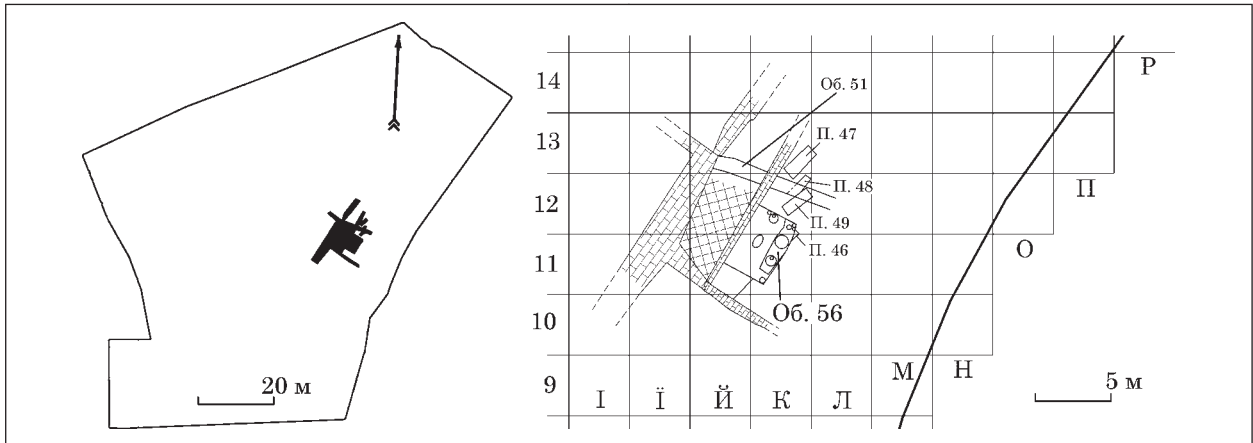 20 м
14
13
12
11
10
9
Об. 51
П. 47
П. 48
П. 49
П. 46
Об. 56
І Ї Й К Л М Н О П Р
5 м